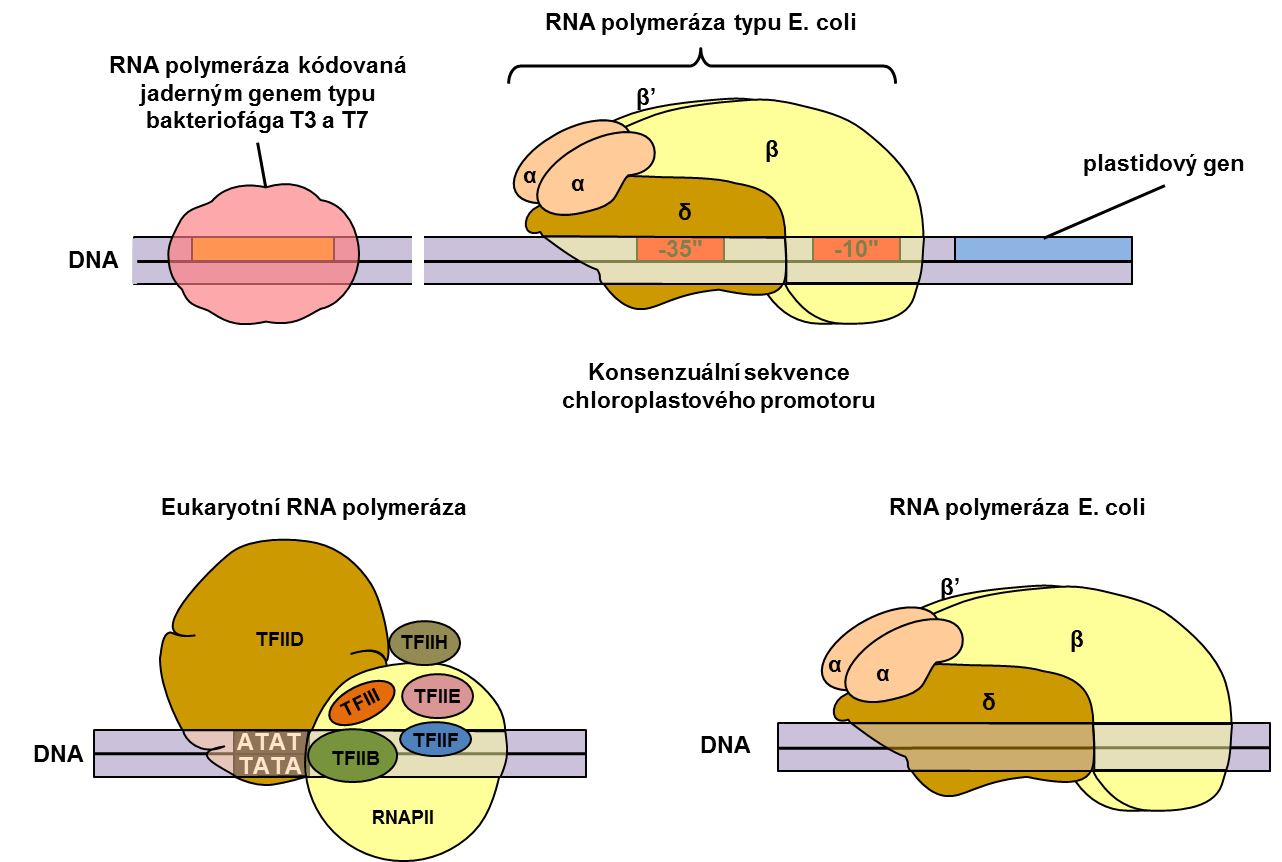 RNA polymeráza typu E. coli
RNA polymeráza kódovaná
jaderným genem typu
bakteriofága T3 a T7
β’
β
α
α
δ
plastidový gen
DNA
-35"
-10"
Konsenzuální sekvence
chloroplastového promotoru
Eukaryotní RNA polymeráza
RNA polymeráza E. coli
TFIID
TFIIH
TFIII
TFIIE
TFIIF
TFIIB
ATAT
TATA
DNA
RNAPII
β’
β
α
α
δ
DNA